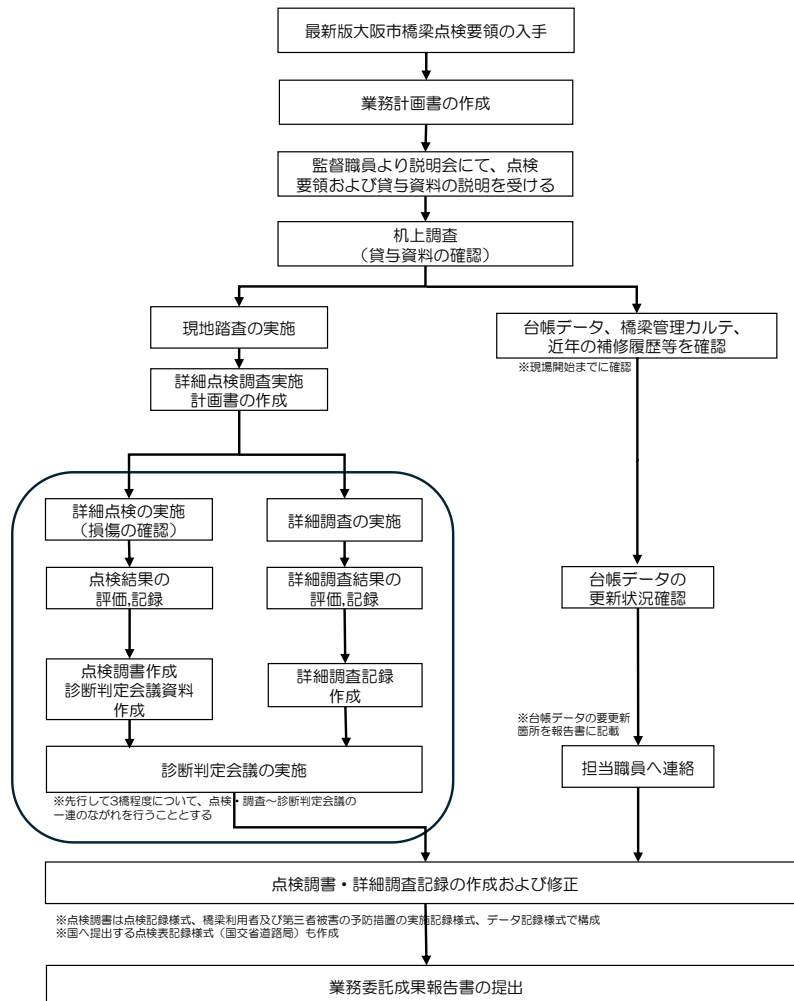 最新版大阪市橋梁点検要領の入手
業務計画書の作成
監督職員より説明会にて、点検
要領および貸与資料の説明を受ける
机上調査
（貸与資料の確認）
現地踏査の実施
詳細点検調査実施
計画書の作成
台帳データ、橋梁管理カルテ、
近年の補修履歴等を確認
※現場開始までに確認
詳細点検の実施
（損傷の確認）
詳細調査の実施
点検結果の
評価,記録
詳細調査結果の
評価,記録
台帳データの
更新状況確認
点検調書作成
診断判定会議資料
作成
詳細調査記録
作成
※台帳データの要更新
箇所を報告書に記載
診断判定会議の実施
担当職員へ連絡
※先行して3橋程度について、点検・調査～診断判定会議の
一連のながれを行うこととする
点検調書・詳細調査記録の作成および修正
※点検調書は点検記録様式、橋梁利用者及び第三者被害の予防措置の実施記録様式、データ記録様式で構成
※国へ提出する点検表記録様式（国交省道路局）も作成
業務委託成果報告書の提出